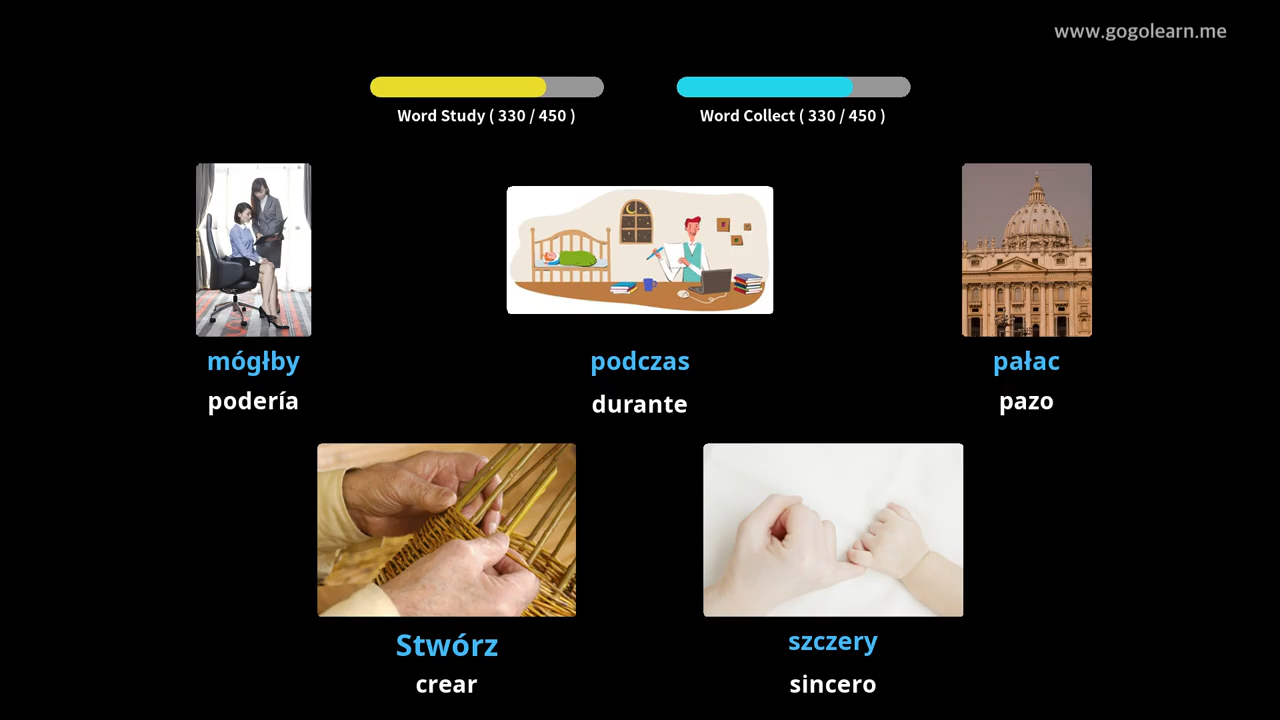 www.gogolearn.me
Word Study ( 330 / 450 )
Word Collect ( 330 / 450 )
mógłby
podería
podczas
durante
pałac
pazo
Stwórz
crear
szczery
sincero